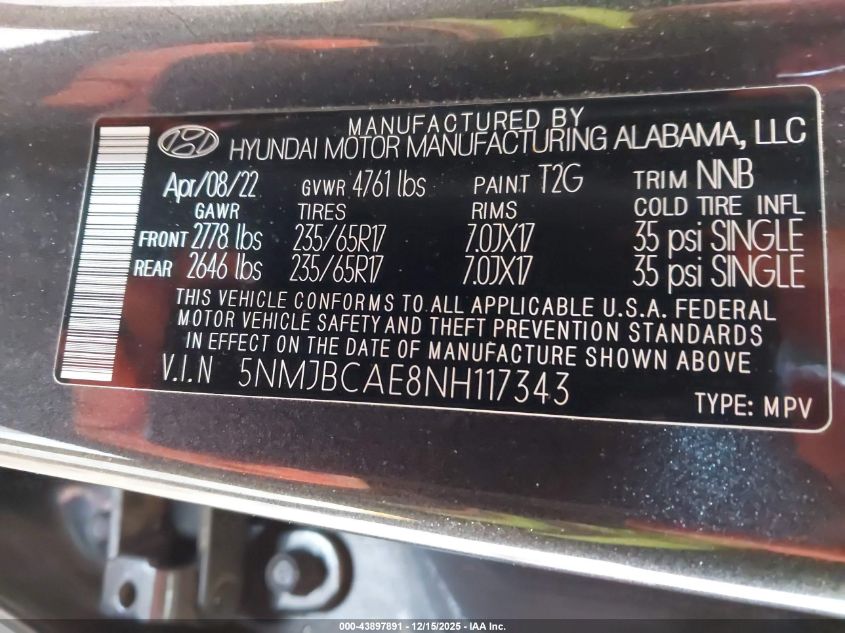 MANUFACTURED BY
HYUNDAI MOTOR MANUFACTURING ALABAMA, LLC
Apr/08/22 GVWR 4761 lbs PAINT T2G TRIM NNB
GAWR TIRES RIMS COLD TIRE INFL
FRONT 2778 lbs 235/65R17 7.0JX17 35 psi SINGLE
REAR 2646 lbs 235/65R17 7.0JX17 35 psi SINGLE
THIS VEHICLE CONFORMS TO ALL APPLICABLE U.S.A. FEDERAL
MOTOR VEHICLE SAFETY AND THEFT PREVENTION STANDARDS
IN EFFECT ON THE DATE OF MANUFACTURE SHOWN ABOVE
V.I.N 5NMJBCAE8NH117343
TYPE: MPV
000-43897891 - 12/15/2025 - IAA Inc.